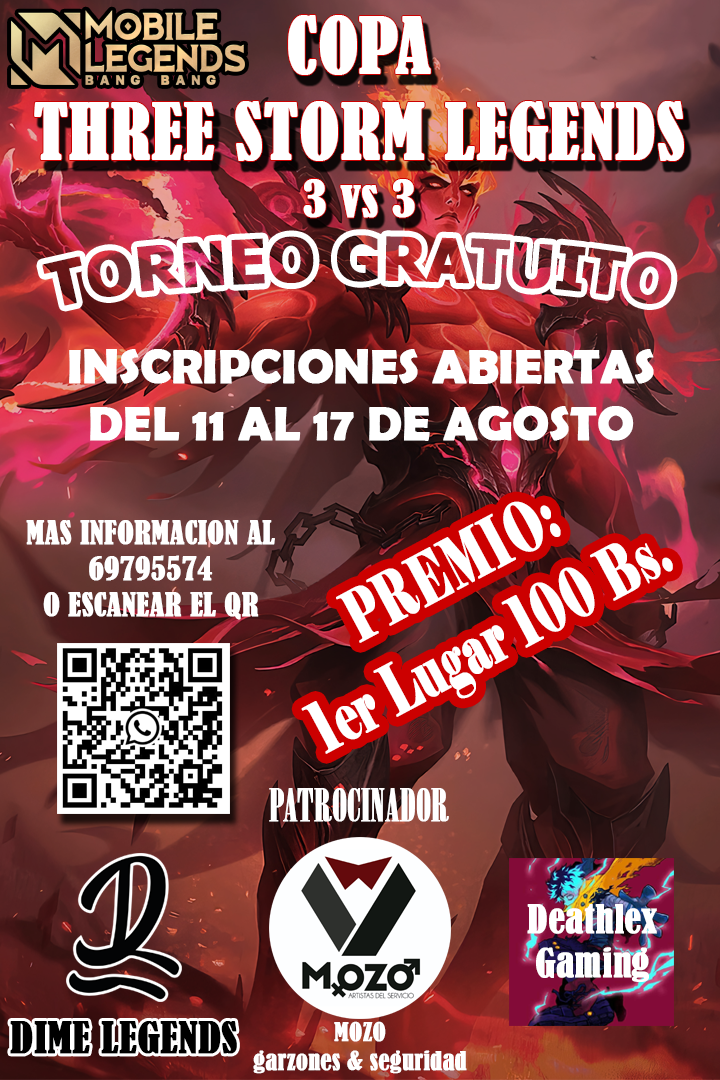 MOBILE
LEGENDS
BANG BANG
COPA
THREE STORM LEGENDS
3 vs 3
TORNEO GRATUITO
INSCRIPCIONES ABIERTAS
DEL 11 AL 17 DE AGOSTO
MAS INFORMACION AL
69795574
O ESCANEAR EL QR
PREMIO:
1er Lugar 100 Bs.
PATROCINADOR
DIME LEGENDS
MOZO
ARTISTAS DEL SERVICIO
MOZO
garzones & seguridad
Deathlex
Gaming